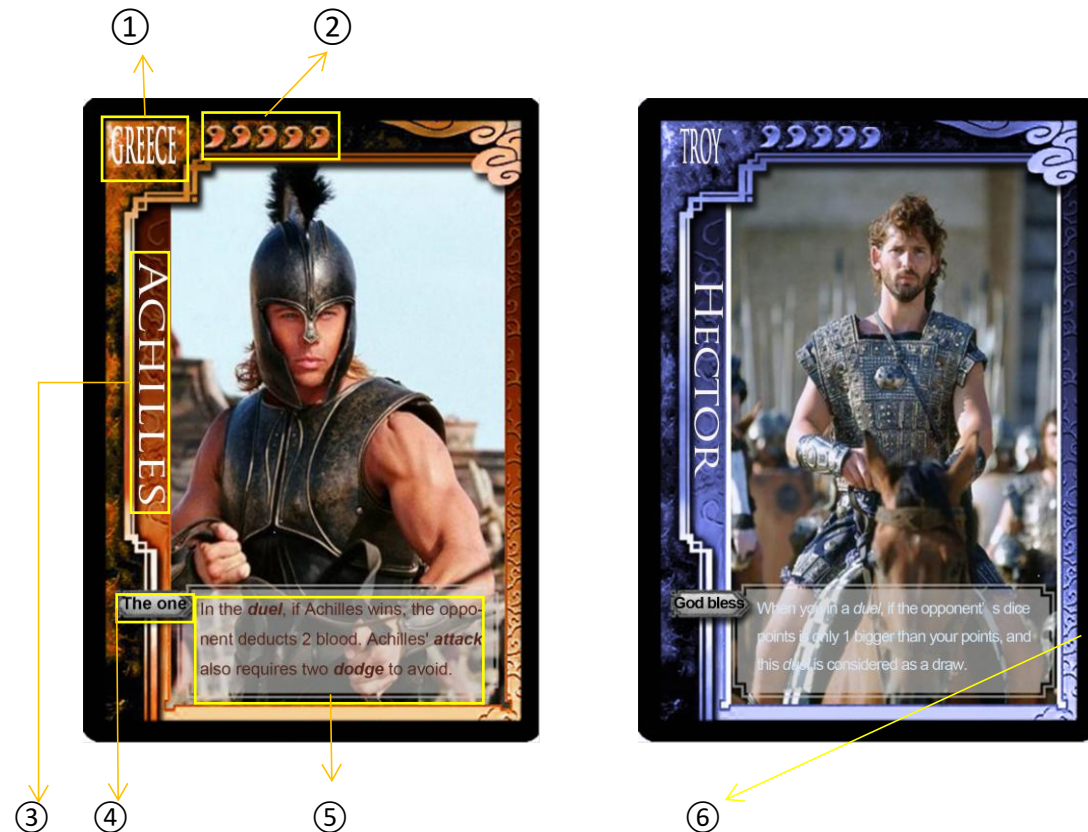 ① ②
GREECE
ACHILLES
The one
In the duel, if Achilles wins, the oppo-
nent deducts 2 blood. Achilles' attack
also requires two dodge to avoid.
TROY
HECTOR
God bless
When you in a duel, if the opponent' s dice
points is only 1 bigger than your points, and
this duel is considered as a draw.
③ ④ ⑤ ⑥